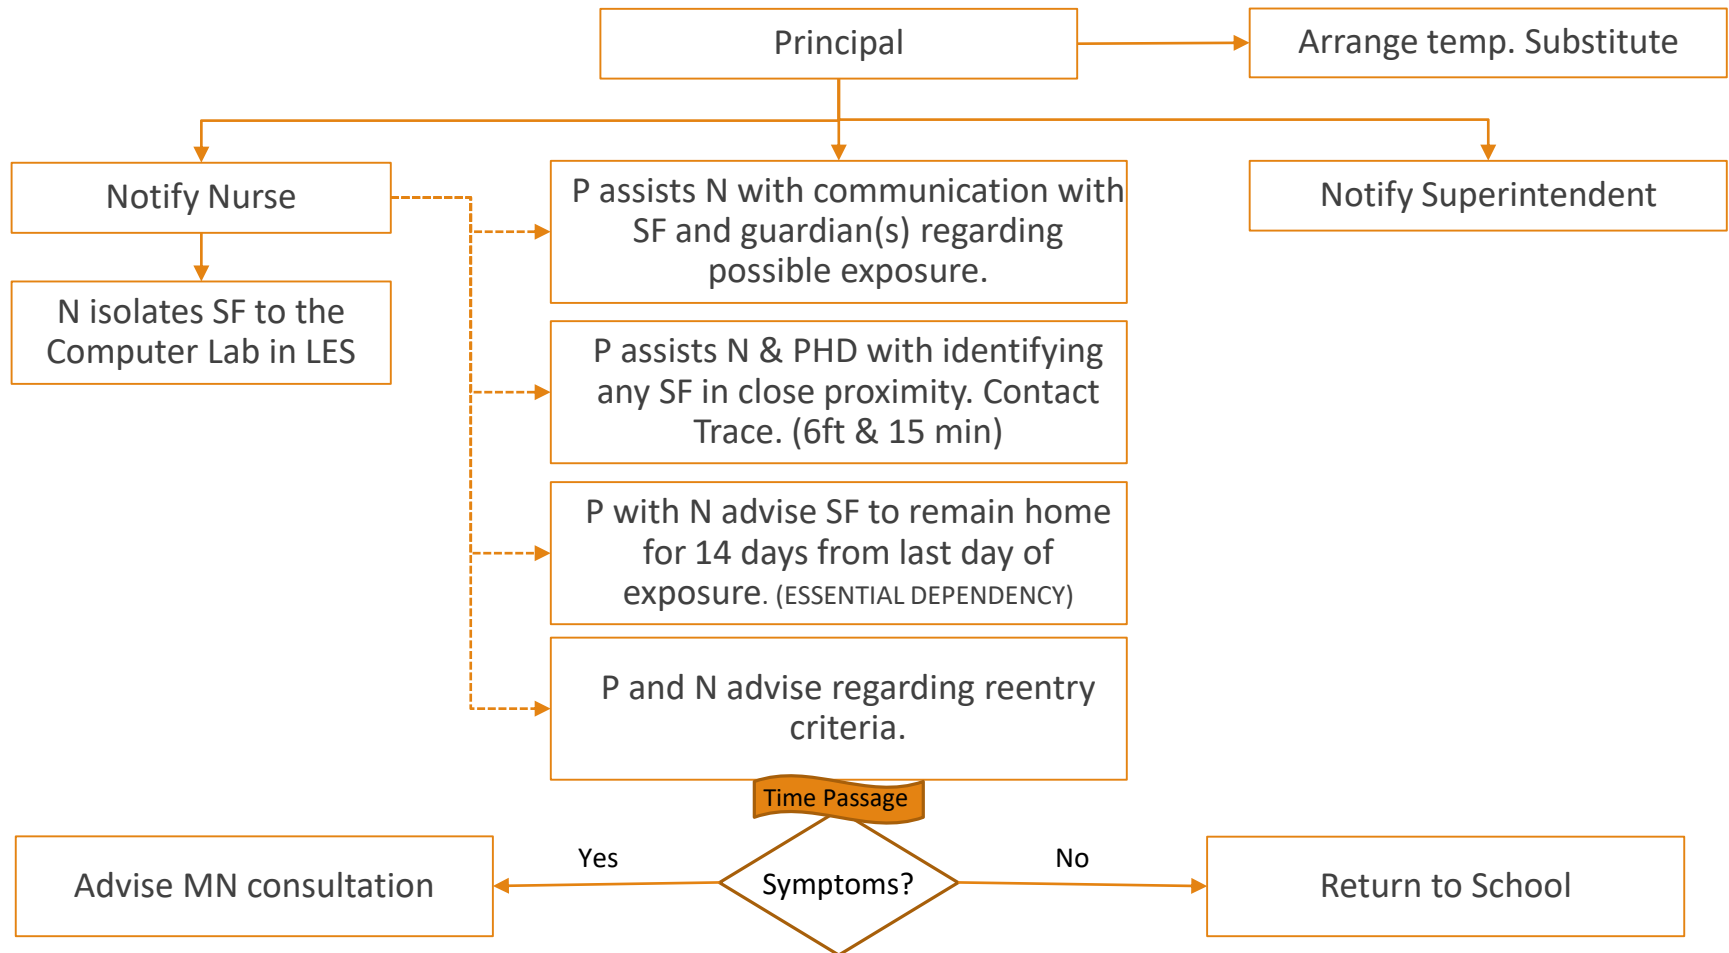 Principal
Arrange temp. Substitute
Notify Nurse
P assists N with communication with
SF and guardian(s) regarding
possible exposure.
Notify Superintendent
N isolates SF to the
Computer Lab in LES
P assists N & PHD with identifying
any SF in close proximity. Contact
Trace. (6ft & 15 min)
P with N advise SF to remain home
for 14 days from last day of
exposure. (ESSENTIAL DEPENDENCY)
P and N advise regarding reentry
criteria.
Time Passage
Yes
No
Advise MN consultation
Symptoms?
Return to School